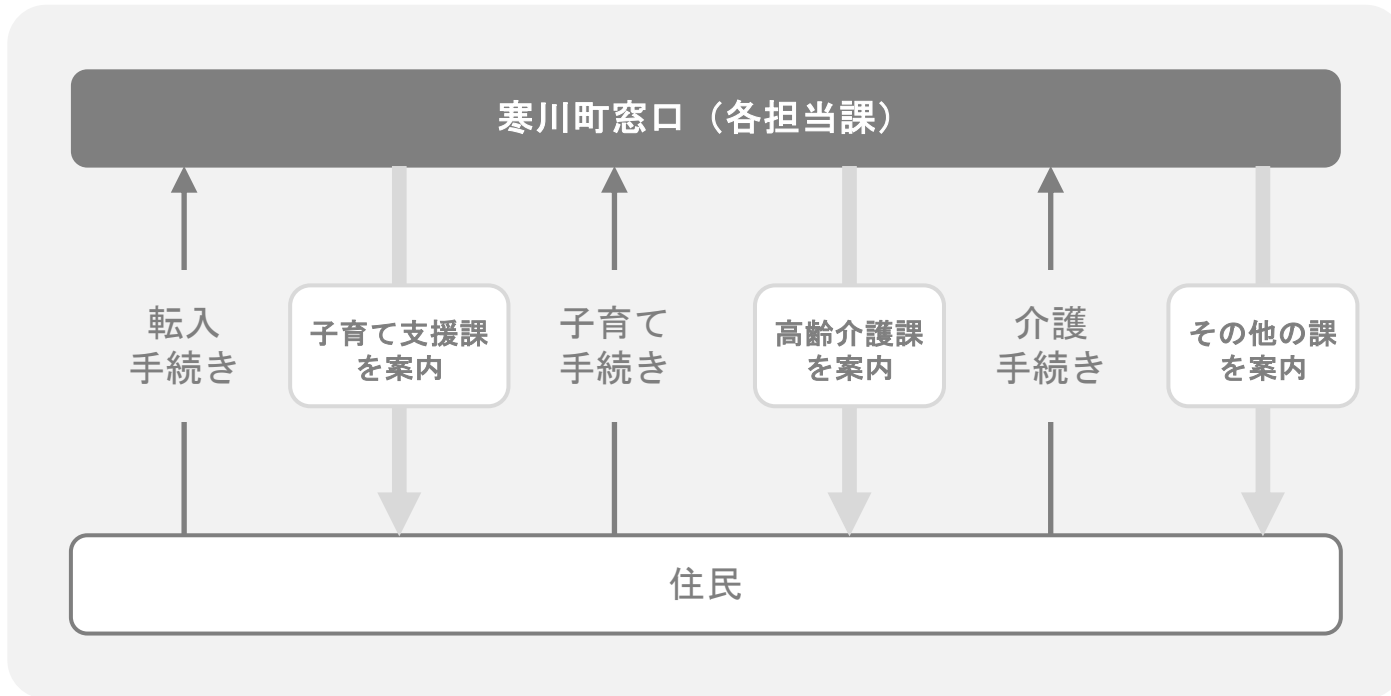 寒川町窓口（各担当課）
転入
手続き
子育て支援課
を案内
子育て
手続き
高齢介護課
を案内
介護
手続き
その他の課
を案内
住民